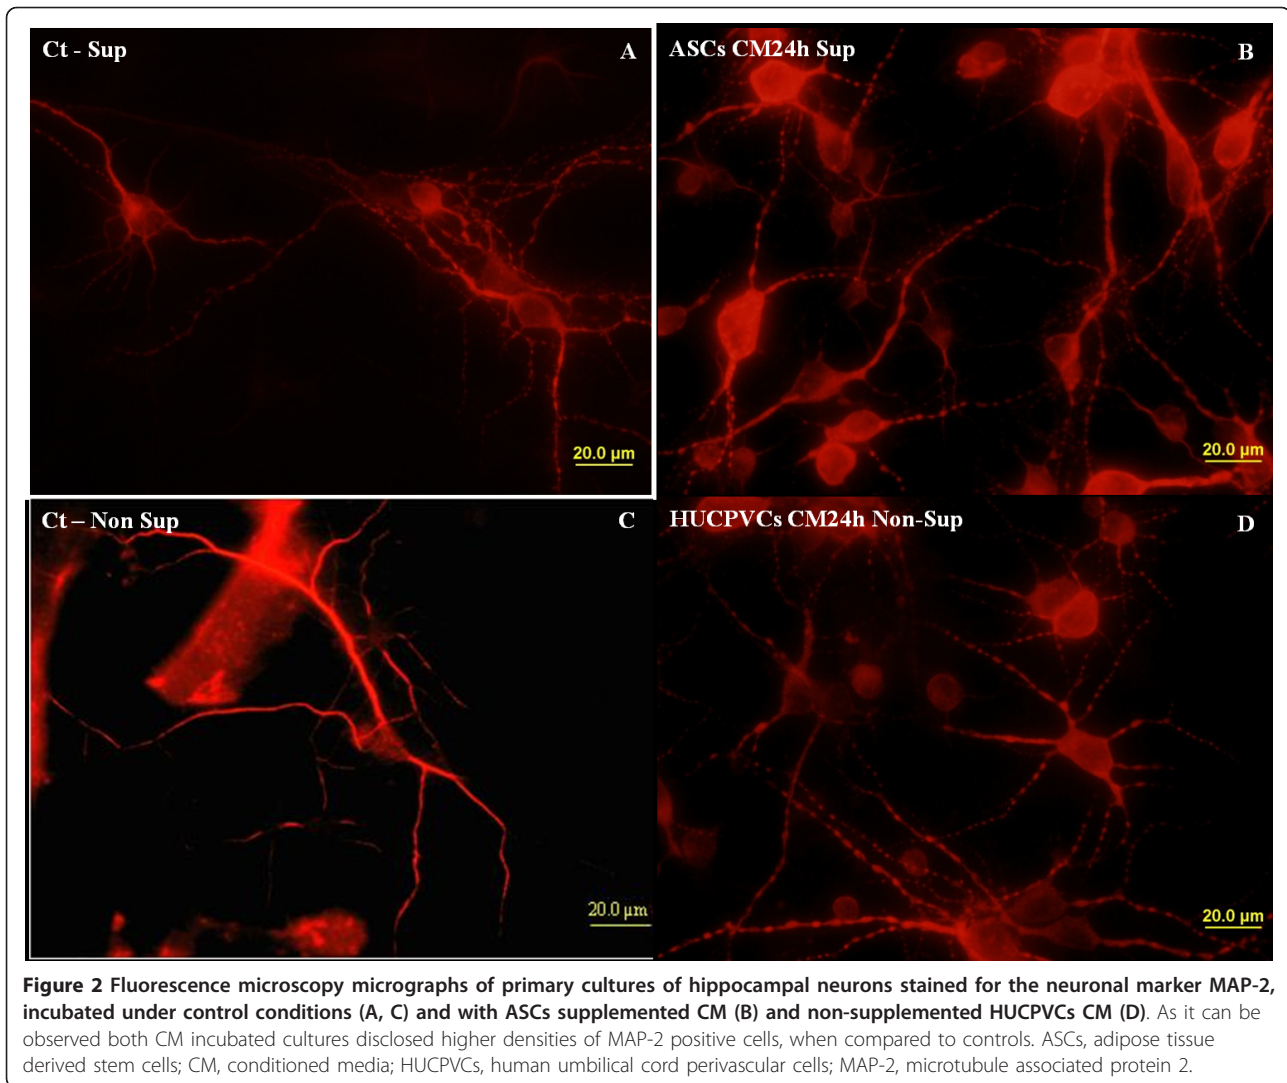 Ct - Sup
A
ASCs CM24h Sup
B
20.0 µm
20.0 µm
Ct – Non Sup
C
HUCPVCs CM24h Non-Sup
D
20.0 µm
20.0 µm
Figure 2 Fluorescence microscopy micrographs of primary cultures of hippocampal neurons stained for the neuronal marker MAP-2,
incubated under control conditions (A, C) and with ASCs supplemented CM (B) and non-supplemented HUCPVCs CM (D). As it can be
observed both CM incubated cultures disclosed higher densities of MAP-2 positive cells, when compared to controls. ASCs, adipose tissue
derived stem cells; CM, conditioned media; HUCPVCs, human umbilical cord perivascular cells; MAP-2, microtubule associated protein 2.